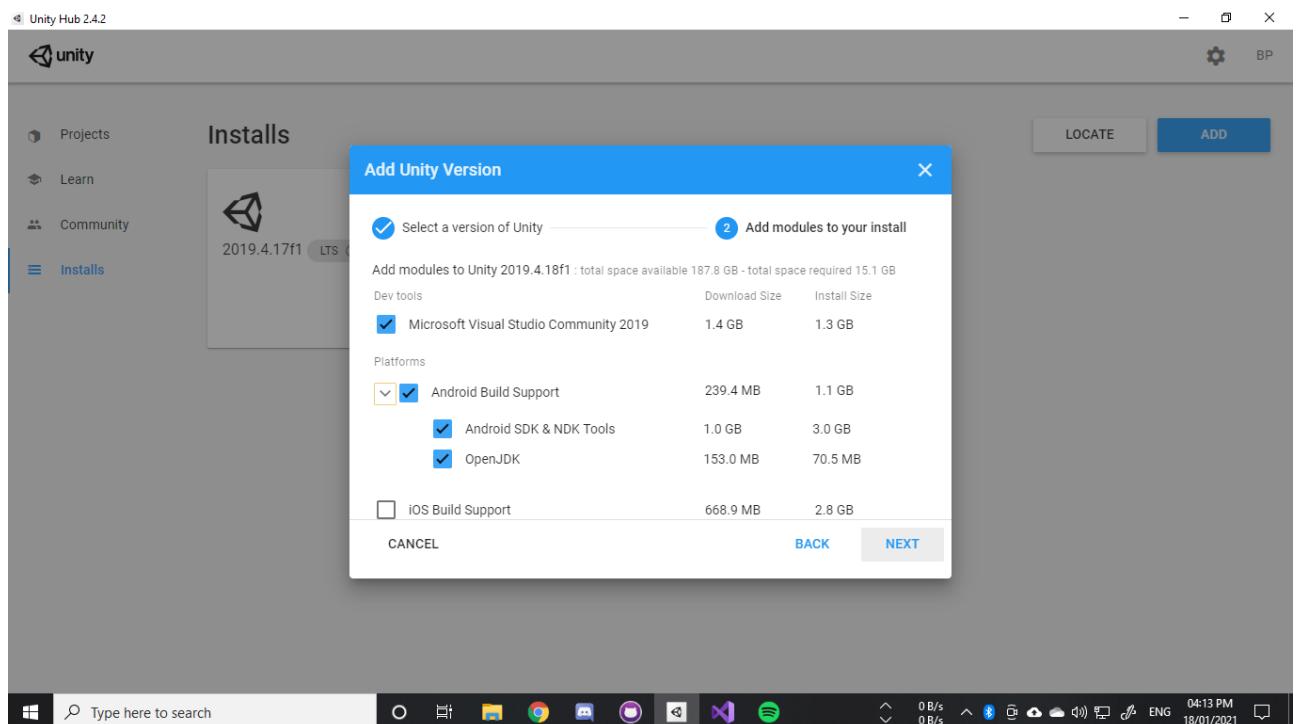 Unity Hub 2.4.2
unity
BP
Projects
Learn
Community
Installs
Installs
LOCATE
ADD
2019.4.17f1
LTS
Add Unity Version
Select a version of Unity
2 Add modules to your install
Add modules to Unity 2019.4.18f1 : total space available 187.8 GB - total space required 15.1 GB
Dev tools Download Size Install Size
Microsoft Visual Studio Community 2019 1.4 GB 1.3 GB
Platforms
Android Build Support 239.4 MB 1.1 GB
Android SDK & NDK Tools 1.0 GB 3.0 GB
OpenJDK 153.0 MB 70.5 MB
iOS Build Support 668.9 MB 2.8 GB
CANCEL BACK NEXT
Type here to search
0 B/s
0 B/s
ENG
04:13 PM
18/01/2021